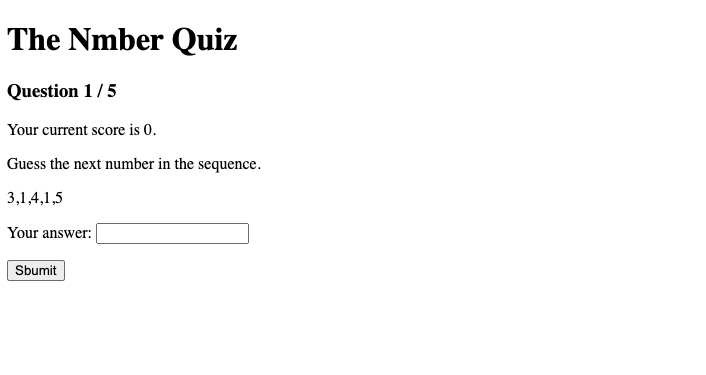 The Nmber Quiz
Question 1 / 5
Your current score is 0.
Guess the next number in the sequence.
3,1,4,1,5
Your answer:
Sbumit